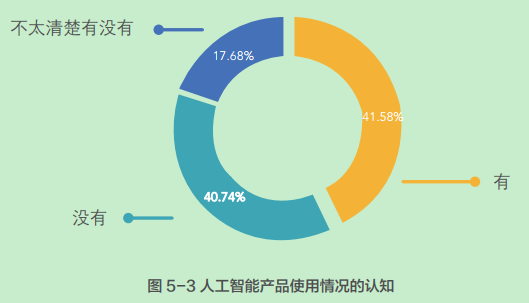 不太清楚有没有
17.68%
41.58%
有
40.74%
没有
图 5-3 人工智能产品使用情况的认知